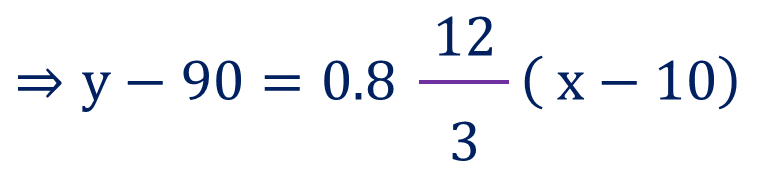 ⇒ y − 90 = 0.8 12/3 ( x − 10)